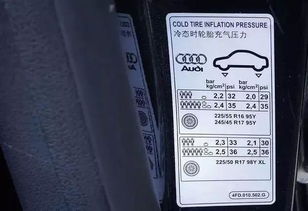 COLD TIRE INFLATION PRESSURE
冷态时轮胎充气压力
Audi
bar kg/cm² psi bar kg/cm² psi
2,2 32 2,0 29
2,4 35 2,4 35
225/55 R16 95Y
245/45 R17 95Y
2,3 33 2,1 30
2,5 36 2,5 36
225/50 R17 98Y XL
4F0.010.502.G